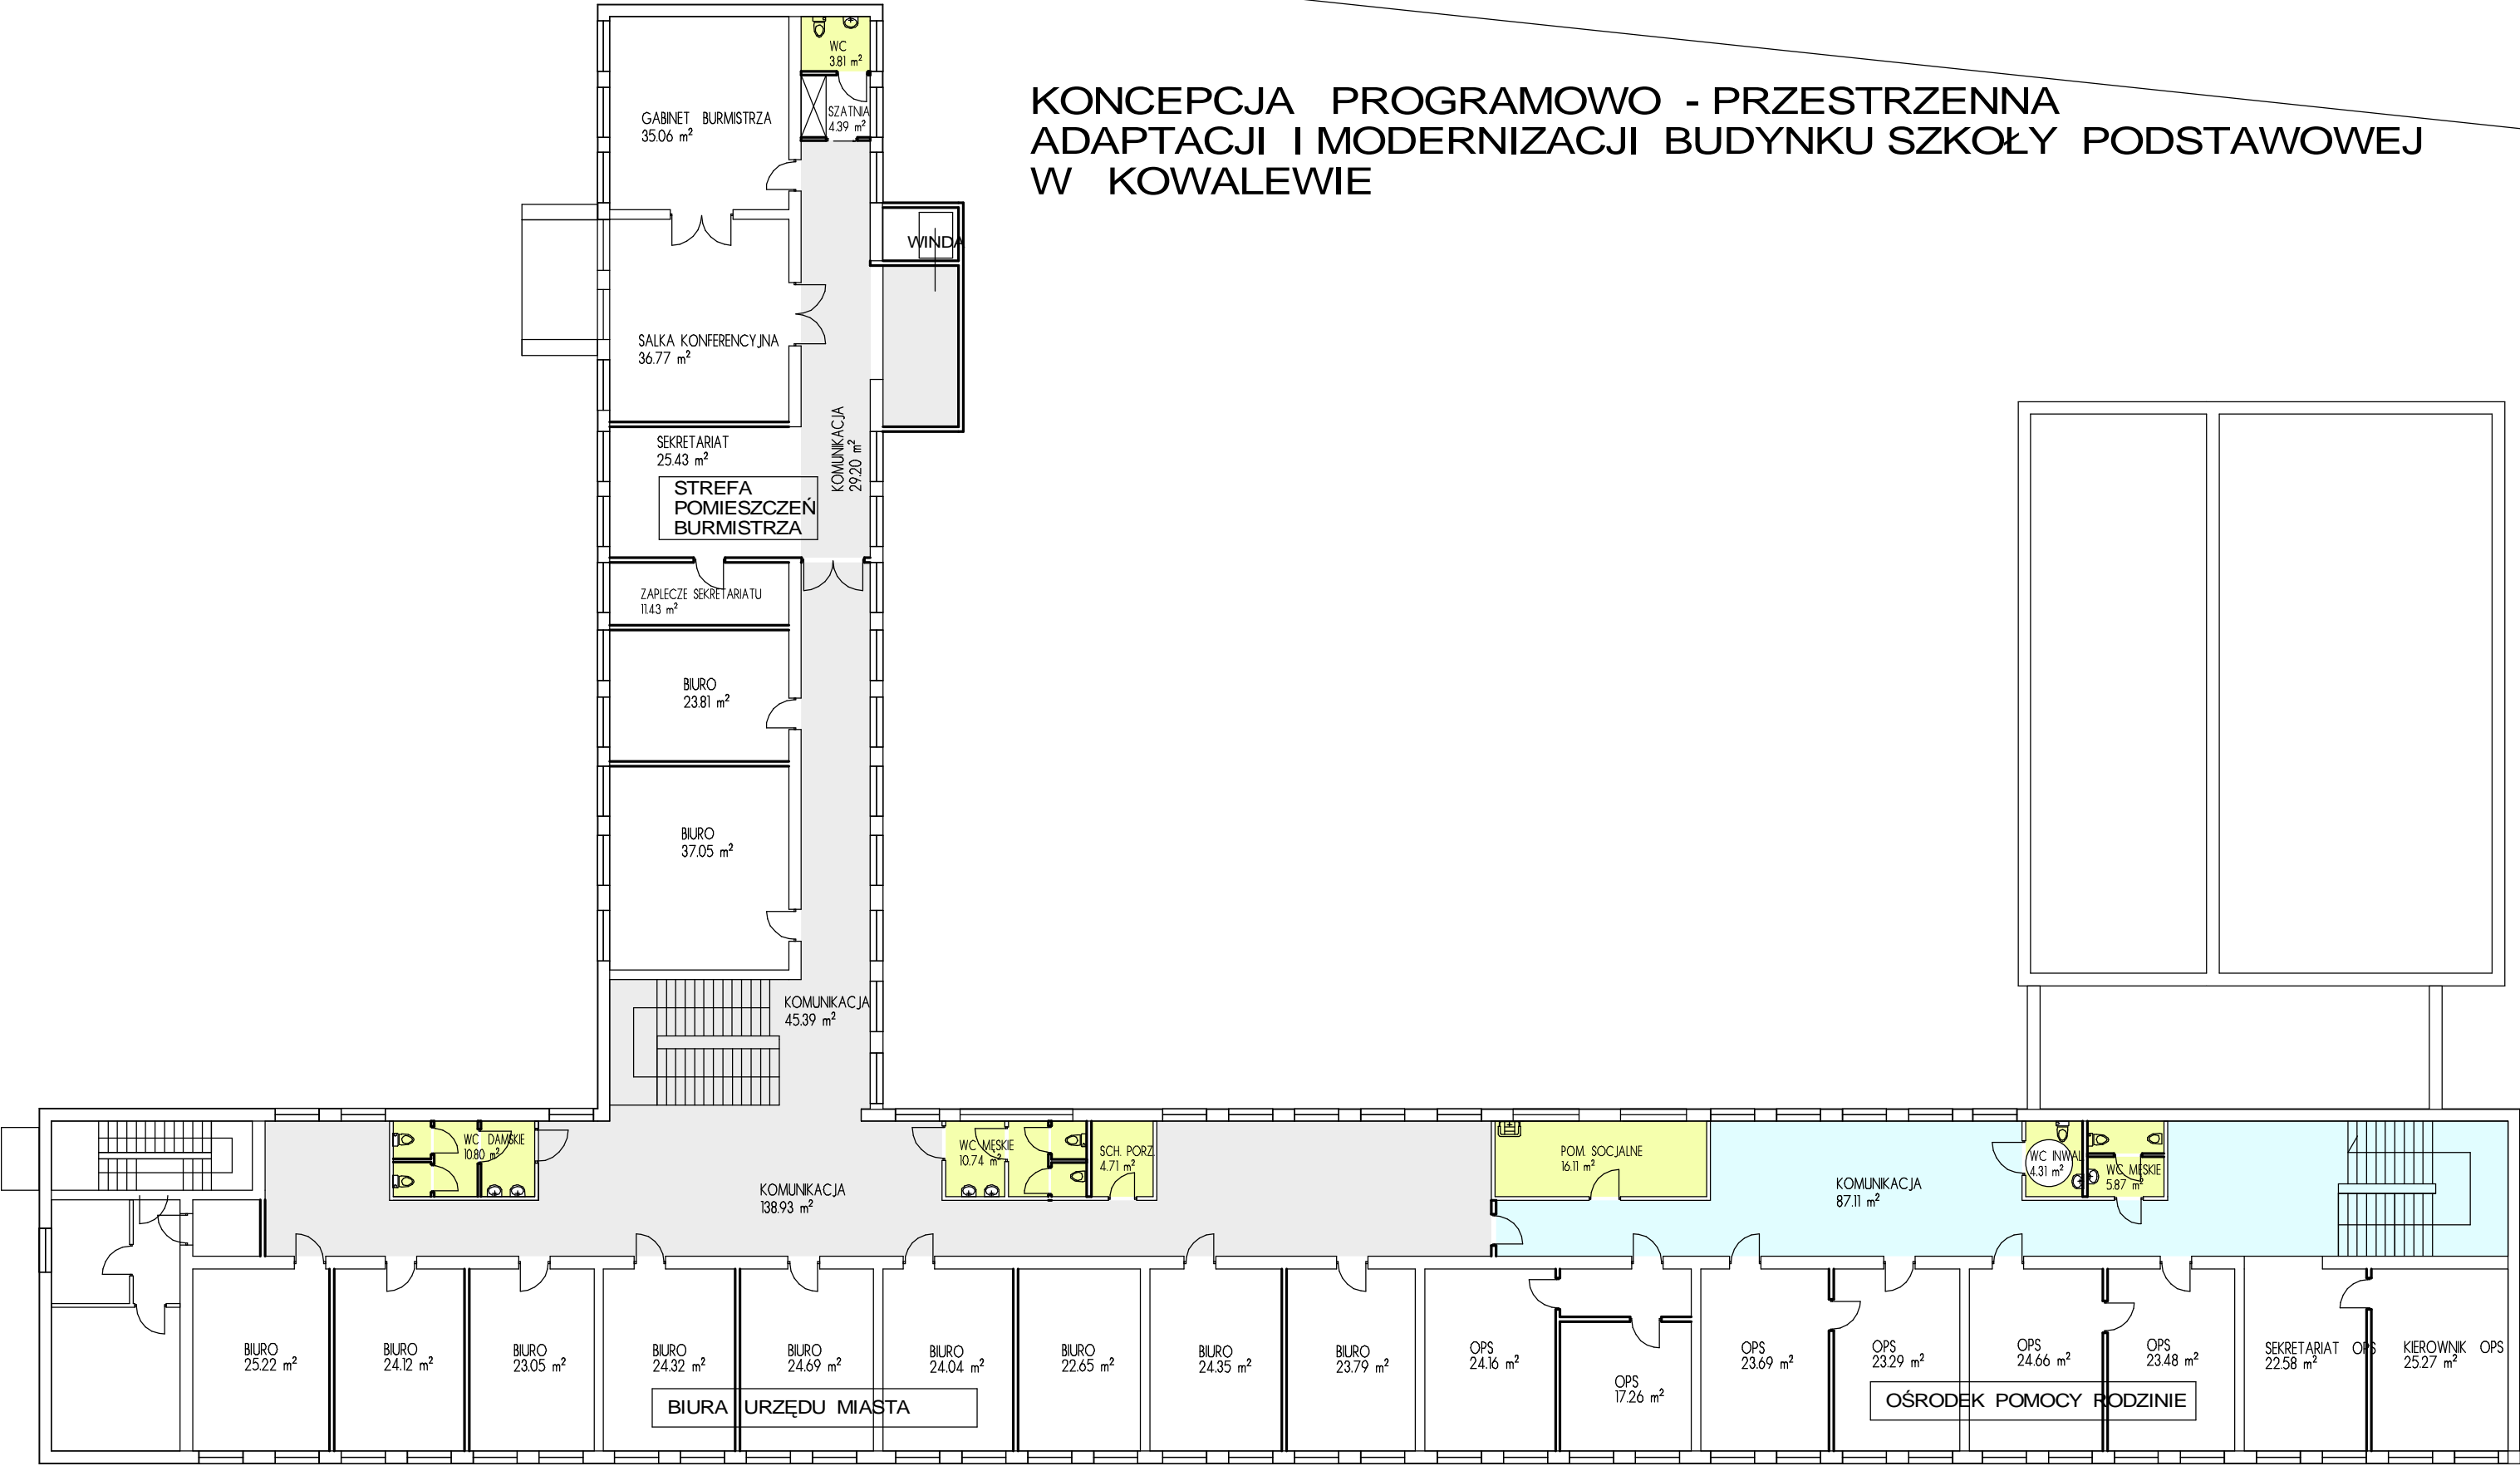 WC
3.81 m²
KONCEPCJA PROGRAMOWO - PRZESTRZENNA
ADAPTACJI I MODERNIZACJI BUDYNKU SZKOŁY PODSTAWOWEJ
W KOWALEWIE
GABINET BURMISTRZA
35.06 m²
SZATNIA
4.39 m²
WINDA
SALKA KONFERENCYJNA
36.77 m²
KOMUNIKACJA
29.20 m²
SEKRETARIAT
25.43 m²
STREFA
POMIESZCZEŃ
BURMISTRZA
ZAPLECZE SEKRETARIATU
11.43 m²
BIURO
23.81 m²
BIURO
37.05 m²
KOMUNIKACJA
45.39 m²
WC DAMSKIE
10.80 m²
WC MĘSKIE
10.74 m²
SCH. PORZ.
4.71 m²
POM. SOCJALNE
16.11 m²
WC INWAL
4.31 m²
WC MĘSKIE
5.87 m²
KOMUNIKACJA
138.93 m²
KOMUNIKACJA
87.11 m²
BIURO
25.22 m²
BIURO
24.12 m²
BIURO
23.05 m²
BIURO
24.32 m²
BIURO
24.69 m²
BIURO
24.04 m²
BIURO
22.65 m²
BIURO
24.35 m²
BIURO
23.79 m²
OPS
24.16 m²
OPS
17.26 m²
OPS
23.69 m²
OPS
23.29 m²
OPS
24.66 m²
OPS
23.48 m²
SEKRETARIAT OPS
22.58 m²
KIEROWNIK OPS
25.27 m²
BIURA URZĘDU MIASTA
OŚRODEK POMOCY RODZINIE